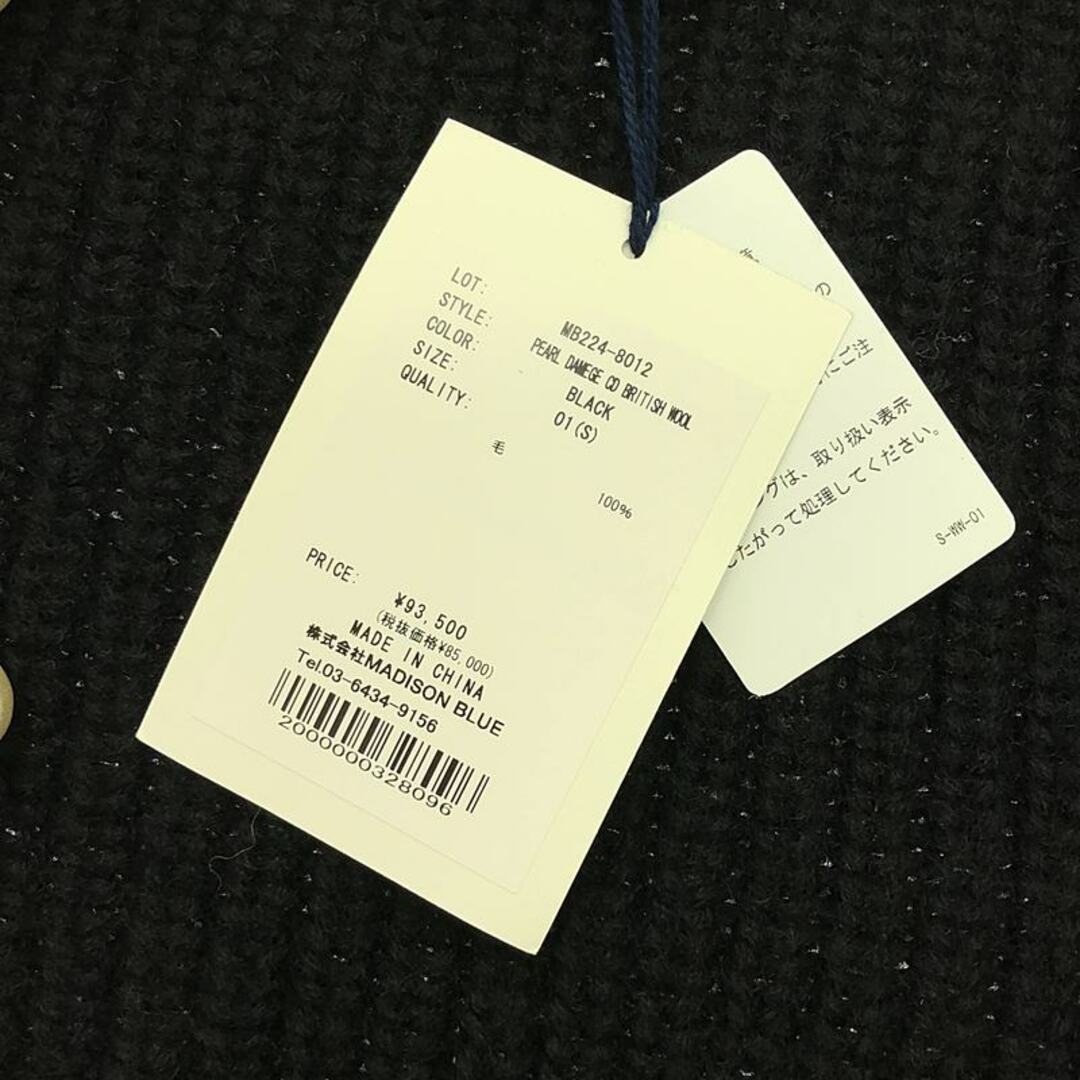 LOT: MB224-8012
STYLE: PEARL DAMEGE CD BRITISH WOOL
COLOR: BLACK
SIZE: 01(S)
QUALITY:
毛 100%
PRICE: ¥93,500
(税抜価格¥85,000)
MADE IN CHINA
株式会社MADISON BLUE
Tel.03-6434-9156
2000000328096
の
にご注
グは、取り扱い表示
たがって処理してください。
S-WW-01